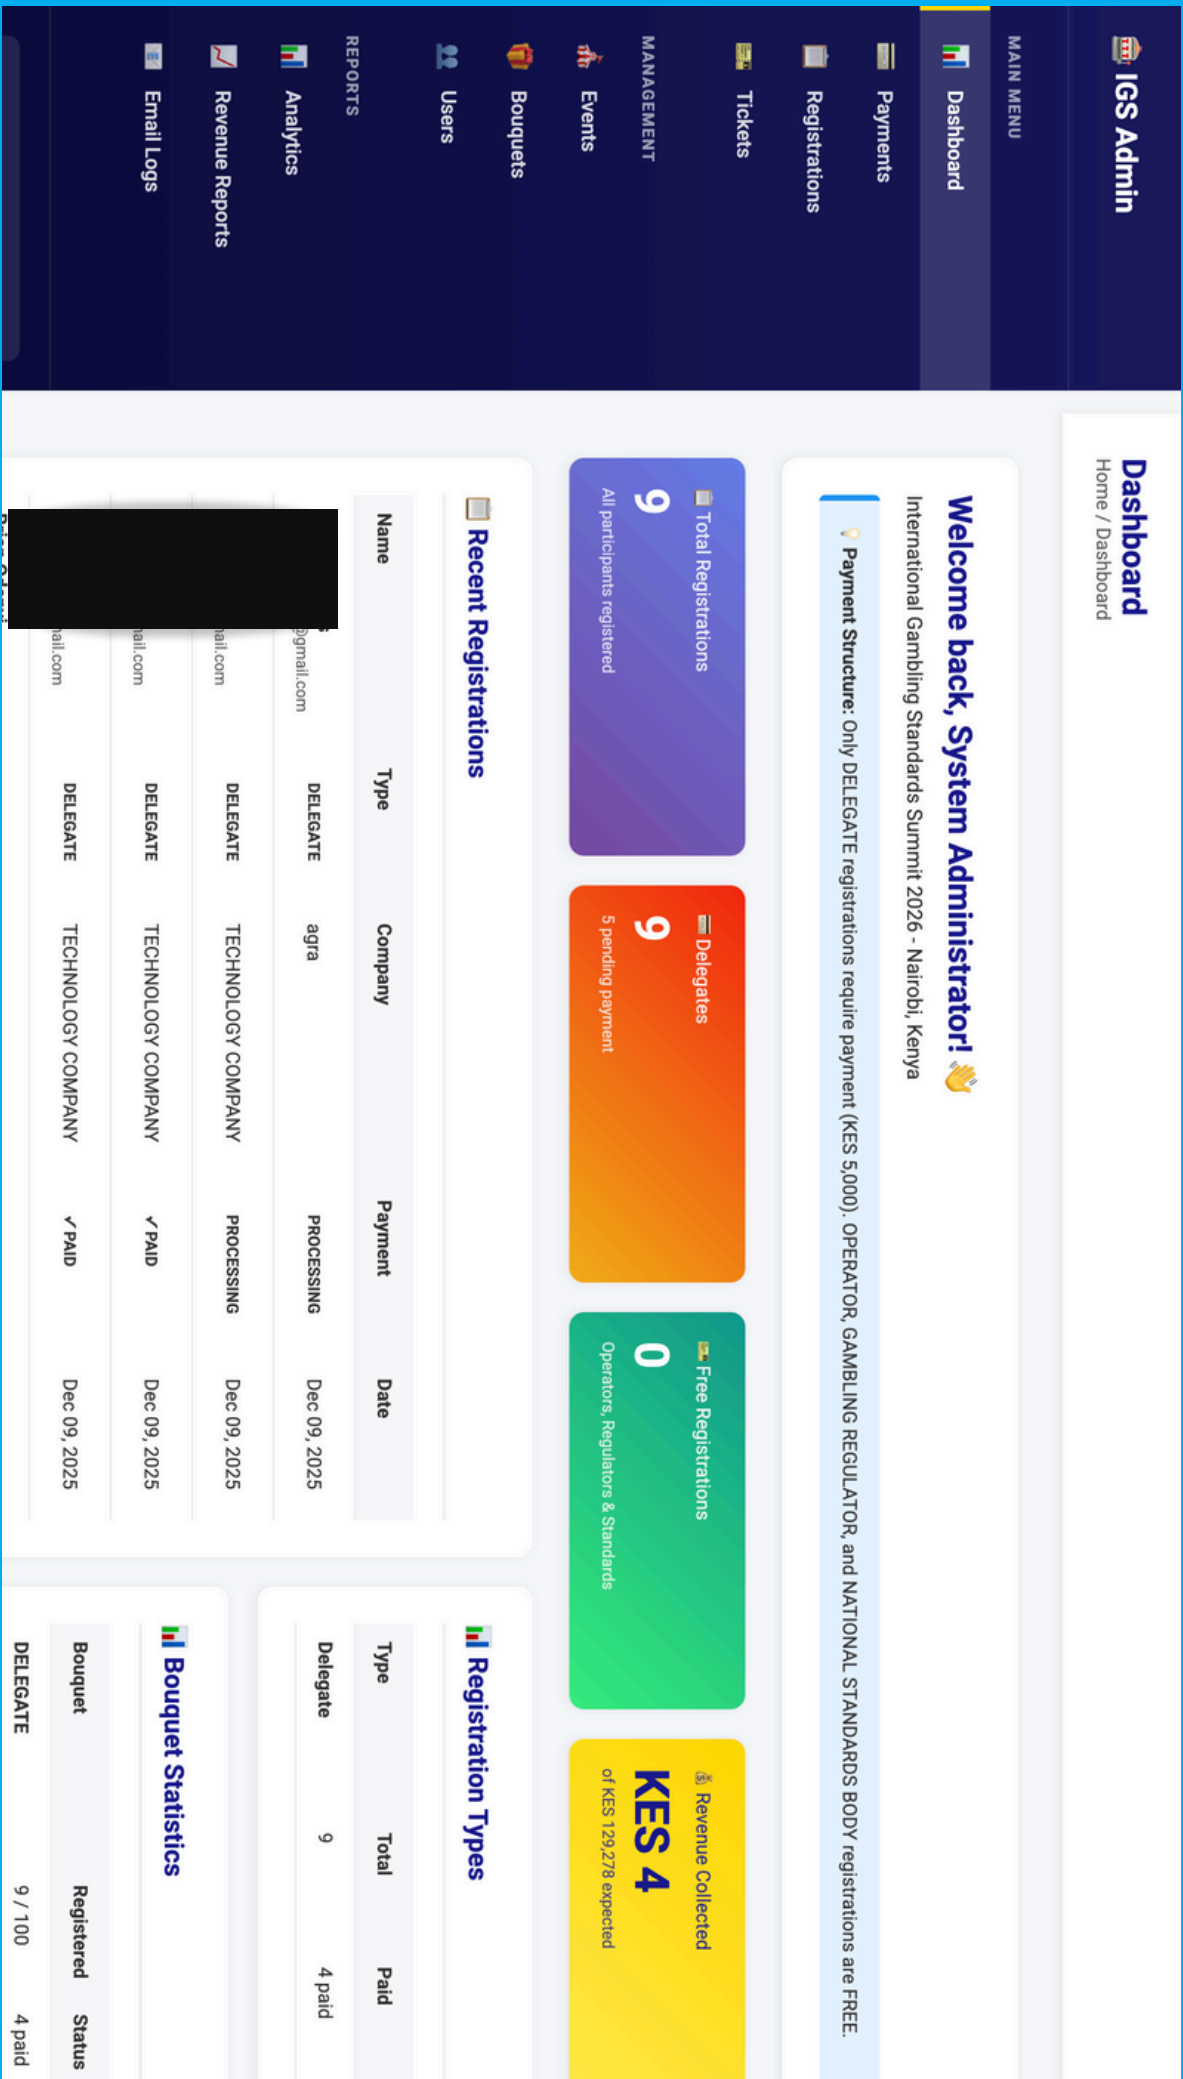 IGS Admin
MAIN MENU
Dashboard
Payments
Registrations
Tickets
MANAGEMENT
Events
Bouquets
Users
REPORTS
Analytics
Revenue Reports
Email Logs
Dashboard
Home / Dashboard
Welcome back, System Administrator!
International Gambling Standards Summit 2026 - Nairobi, Kenya
Payment Structure: Only DELEGATE registrations require payment (KES 5,000). OPERATOR, GAMBLING REGULATOR, and NATIONAL STANDARDS BODY registrations are FREE.
Total Registrations
9
All participants registered
Delegates
9
5 pending payment
Free Registrations
0
Operators, Regulators & Standards
Revenue Collected
KES 4
of KES 129,278 expected
Recent Registrations
Name Type Company Payment Date
@gmail.com DELEGATE agra PROCESSING Dec 09, 2025
ail.com DELEGATE TECHNOLOGY COMPANY PROCESSING Dec 09, 2025
ail.com DELEGATE TECHNOLOGY COMPANY ✓ PAID Dec 09, 2025
ail.com DELEGATE TECHNOLOGY COMPANY ✓ PAID Dec 09, 2025
Registration Types
Type Total Paid
Delegate 9 4 paid
Bouquet Statistics
Bouquet Registered Status
DELEGATE 9 / 100 4 paid